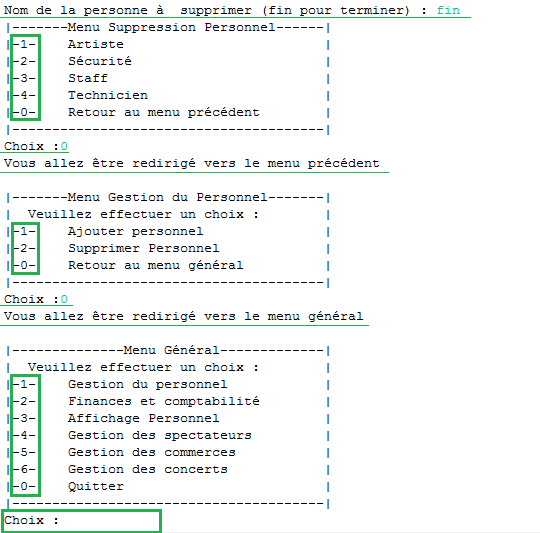 Nom de la personne à  supprimer (fin pour terminer) : fin
|-------Menu Suppression Personnel------|
|-1-    Artiste                         |
|-2-    Sécurité                        |
|-3-    Staff                           |
|-4-    Technicien                      |
|-0-    Retour au menu précédent        |
|---------------------------------------|
Choix :0
Vous allez être redirigé vers le menu précédent
|-------Menu Gestion du Personnel-------|
|  Veuillez effectuer un choix :        |
|-1-    Ajouter personnel               |
|-2-    Supprimer Personnel             |
|-0-    Retour au menu général          |
|---------------------------------------|
Choix :0
Vous allez être redirigé vers le menu général
|--------------Menu Général-------------|
|  Veuillez effectuer un choix :        |
|-1-    Gestion du personnel            |
|-2-    Finances et comptabilité        |
|-3-    Affichage Personnel             |
|-4-    Gestion des spectateurs         |
|-5-    Gestion des commerces           |
|-6-    Gestion des concerts            |
|-0-    Quitter                         |
|---------------------------------------|
Choix :